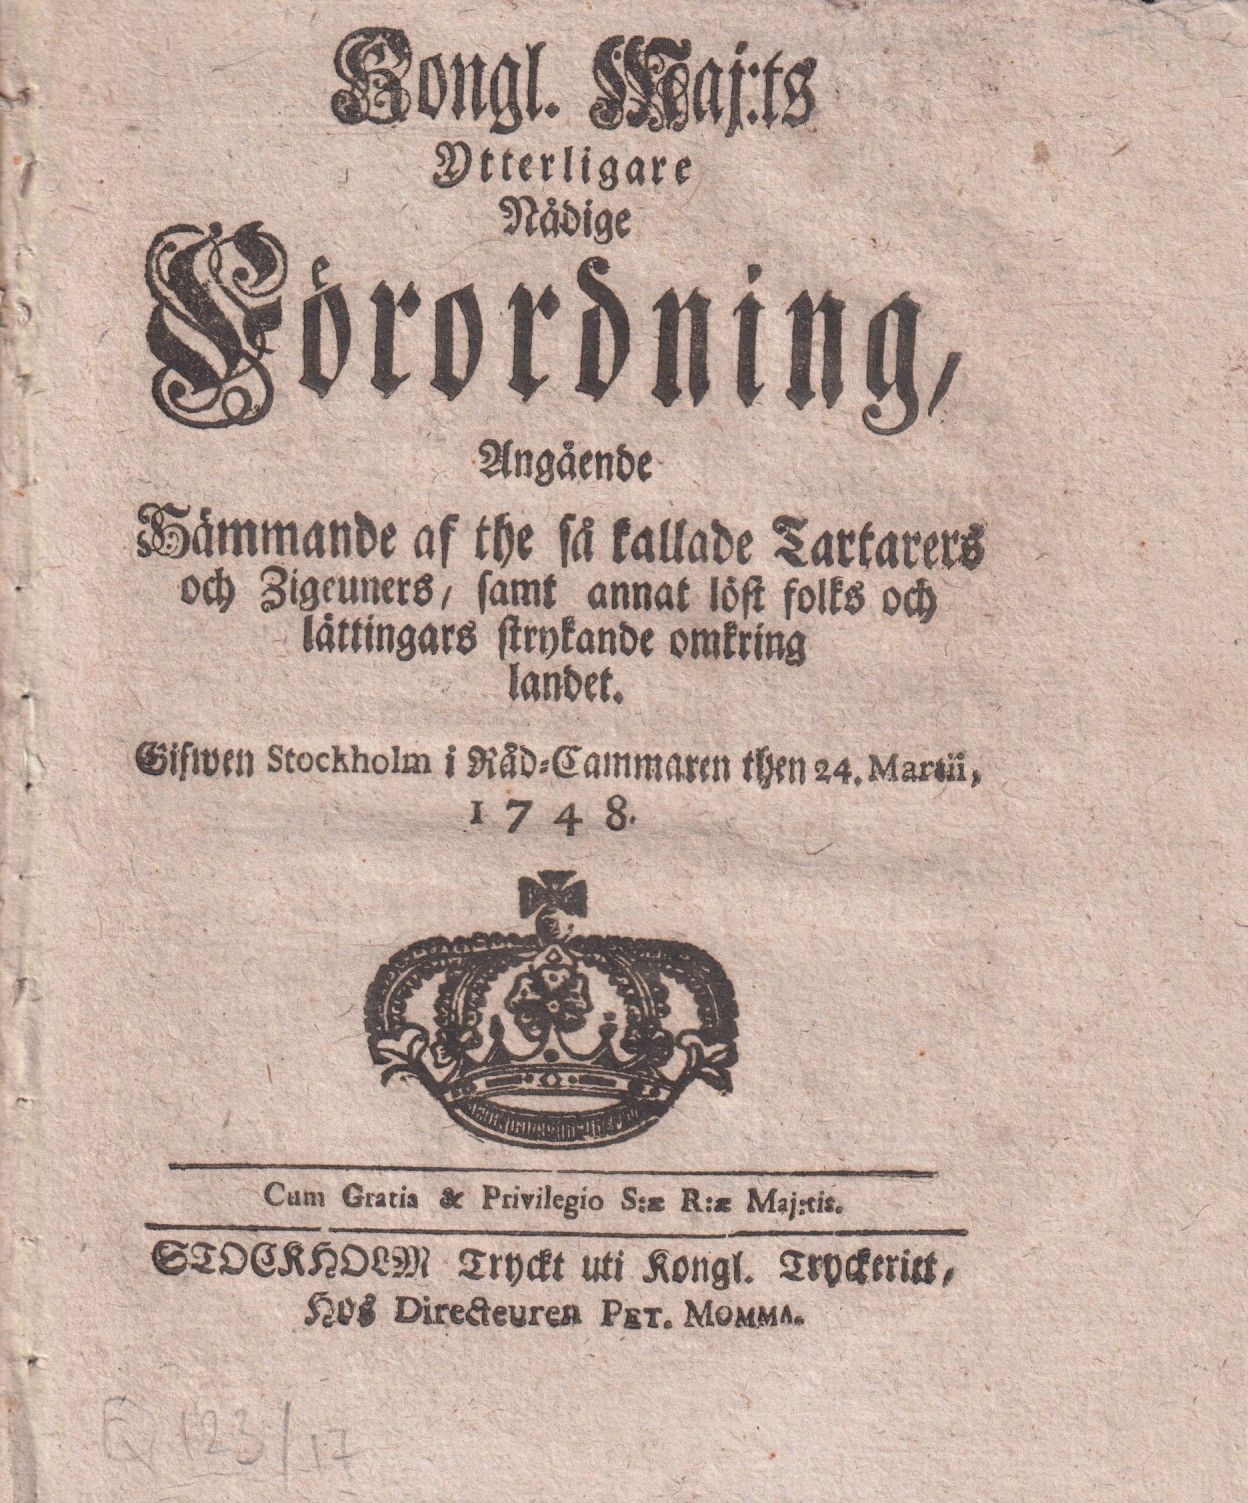 Kongl. Maj:ts
Ytterligare
Nådige
Förordning,
Angående
Hämmande af the så kallade Tartarers
och Zigeuners, samt annat löst folks och
lättingars strykande omkring
landet.
Gifwen Stockholm i Råd-Cammaren then 24. Martii,
1748.
Cum Gratia & Privilegio S:æ R:æ Maj:tis.
STOCKHOLM Tryckt uti Kongl. Tryckeriet,
Hos Directeuren PET. MOMMA.
123/17